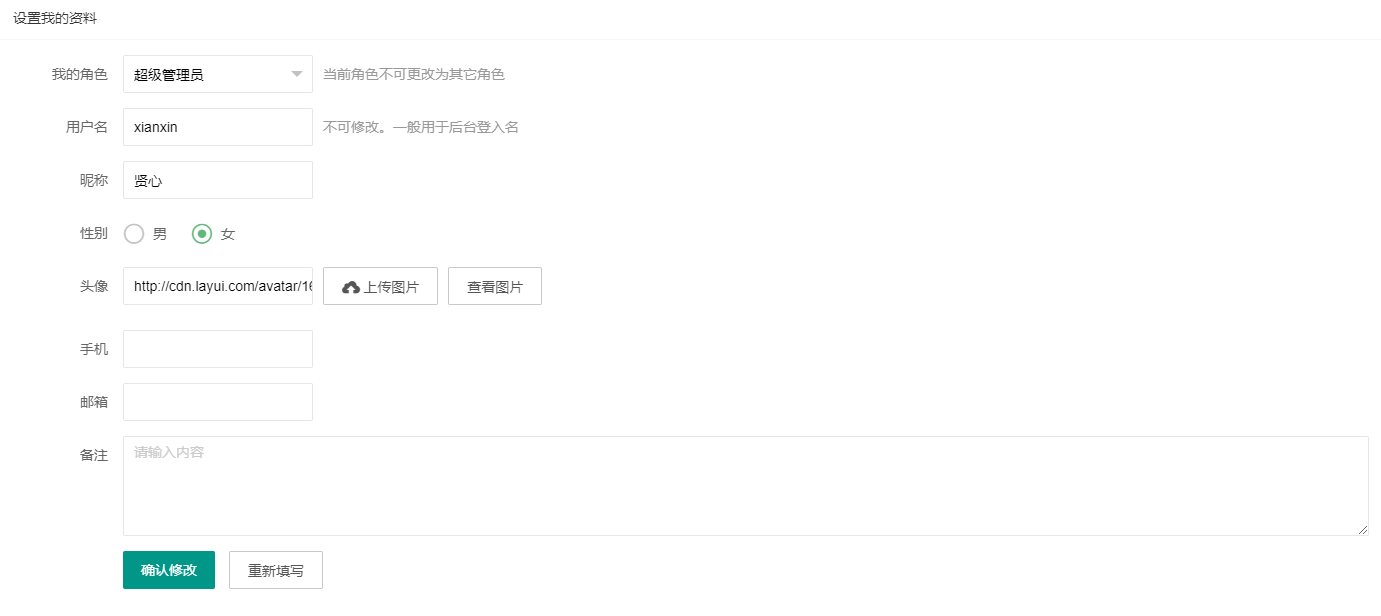 设置我的资料
我的角色 超级管理员 当前角色不可更改为其它角色
用户名 xianxin 不可修改。一般用于后台登入名
昵称 贤心
性别 男 女
头像 http://cdn.layui.com/avatar/16 上传图片 查看图片
手机
邮箱
备注 请输入内容
确认修改 重新填写